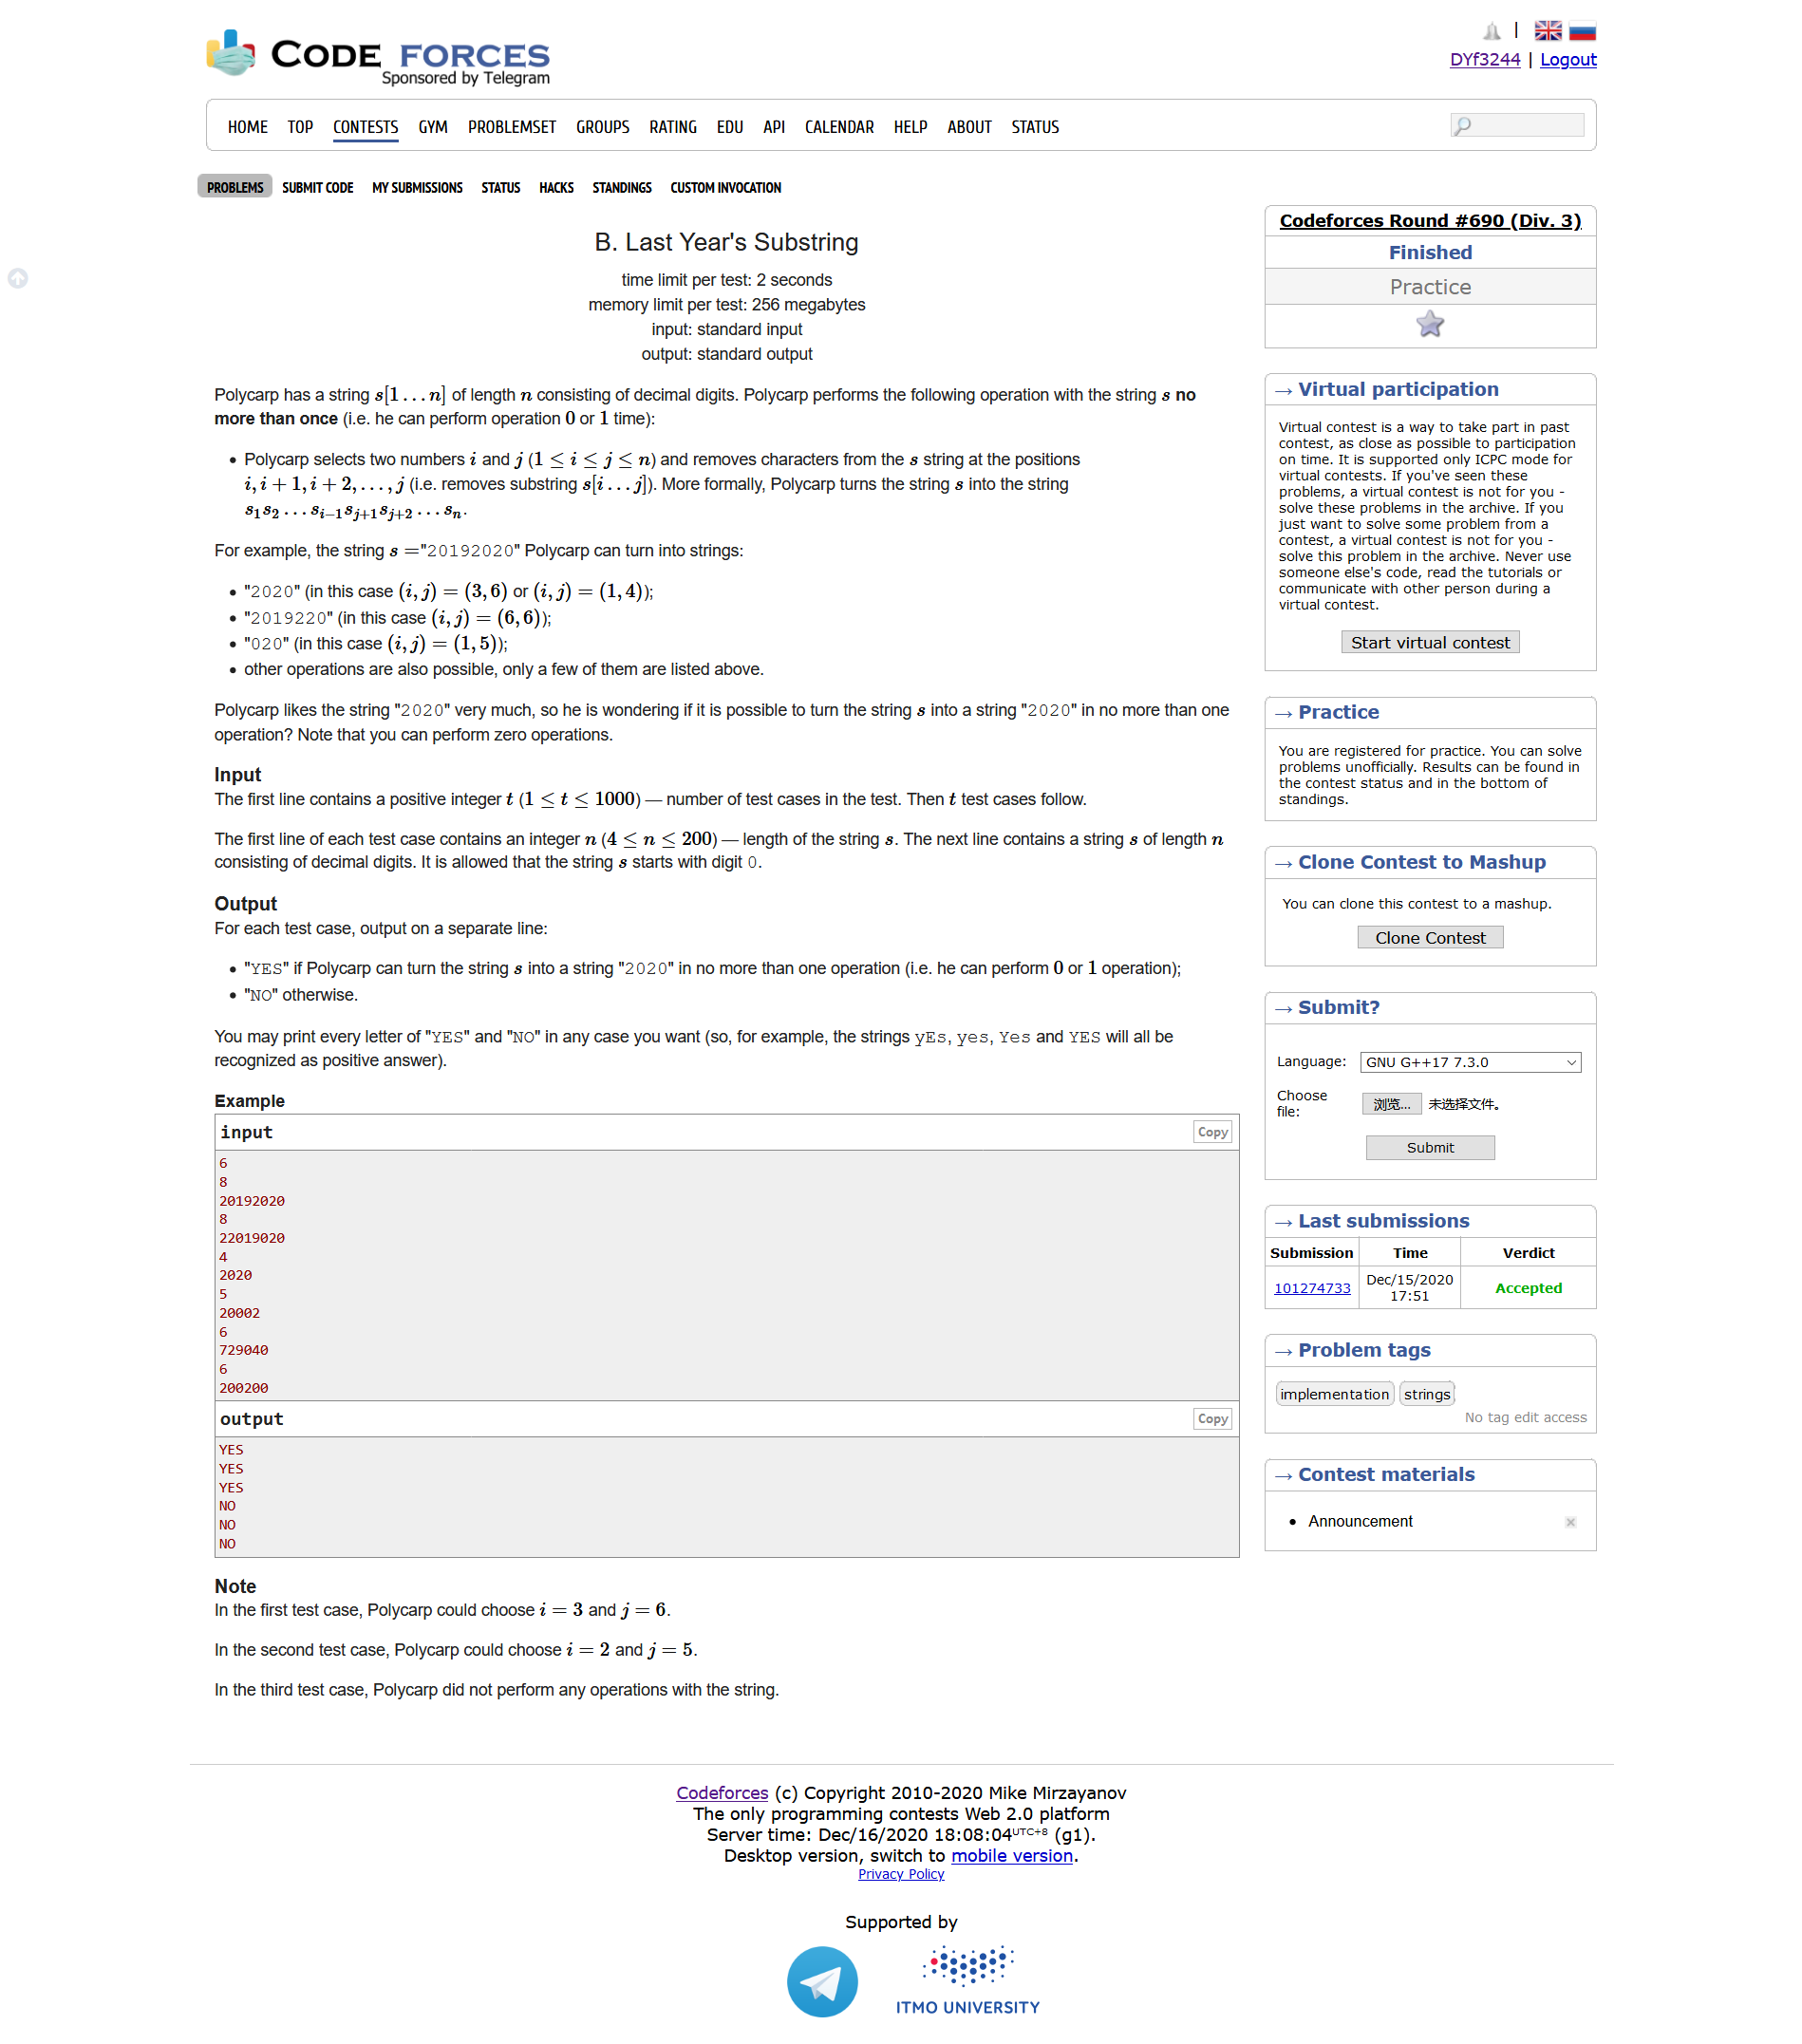 CODE FORCES
Sponsored by Telegram
|
DYf3244 | Logout
HOME TOP CONTESTS GYM PROBLEMSET GROUPS RATING EDU API CALENDAR HELP ABOUT STATUS
PROBLEMS SUBMIT CODE MY SUBMISSIONS STATUS HACKS STANDINGS CUSTOM INVOCATION
B. Last Year's Substring
time limit per test: 2 seconds
memory limit per test: 256 megabytes
input: standard input
output: standard output
Polycarp has a string s[1…n] of length n consisting of decimal digits. Polycarp performs the following operation with the string s no
more than once (i.e. he can perform operation 0 or 1 time):
• Polycarp selects two numbers i and j (1 ≤ i ≤ j ≤ n) and removes characters from the s string at the positions
i, i + 1, i + 2, …, j (i.e. removes substring s[i…j]). More formally, Polycarp turns the string s into the string
s₁s₂…sᵢ₋₁sⱼ₊₁sⱼ₊₂…sₙ.
For example, the string s ="20192020" Polycarp can turn into strings:
• "2020" (in this case (i, j) = (3, 6) or (i, j) = (1, 4));
• "2019220" (in this case (i, j) = (6, 6));
• "020" (in this case (i, j) = (1, 5));
• other operations are also possible, only a few of them are listed above.
Polycarp likes the string "2020" very much, so he is wondering if it is possible to turn the string s into a string "2020" in no more than one
operation? Note that you can perform zero operations.
Input
The first line contains a positive integer t (1 ≤ t ≤ 1000) — number of test cases in the test. Then t test cases follow.
The first line of each test case contains an integer n (4 ≤ n ≤ 200) — length of the string s. The next line contains a string s of length n
consisting of decimal digits. It is allowed that the string s starts with digit 0.
Output
For each test case, output on a separate line:
• "YES" if Polycarp can turn the string s into a string "2020" in no more than one operation (i.e. he can perform 0 or 1 operation);
• "NO" otherwise.
You may print every letter of "YES" and "NO" in any case you want (so, for example, the strings yEs, yes, Yes and YES will all be
recognized as positive answer).
Example
input Copy
6
8
20192020
8
22019020
4
2020
5
20002
6
729040
6
200200
output Copy
YES
YES
YES
NO
NO
NO
Note
In the first test case, Polycarp could choose i = 3 and j = 6.
In the second test case, Polycarp could choose i = 2 and j = 5.
In the third test case, Polycarp did not perform any operations with the string.
Codeforces Round #690 (Div. 3)
Finished
Practice
→ Virtual participation
Virtual contest is a way to take part in past
contest, as close as possible to participation
on time. It is supported only ICPC mode for
virtual contests. If you've seen these
problems, a virtual contest is not for you -
solve these problems in the archive. If you
just want to solve some problem from a
contest, a virtual contest is not for you -
solve this problem in the archive. Never use
someone else's code, read the tutorials or
communicate with other person during a
virtual contest.
Start virtual contest
→ Practice
You are registered for practice. You can solve
problems unofficially. Results can be found in
the contest status and in the bottom of
standings.
→ Clone Contest to Mashup
You can clone this contest to a mashup.
Clone Contest
→ Submit?
Language: GNU G++17 7.3.0
Choose
file: 浏览... 未选择文件。
Submit
→ Last submissions
Submission Time Verdict
101274733 Dec/15/2020
17:51 Accepted
→ Problem tags
implementation strings
No tag edit access
→ Contest materials
• Announcement
Codeforces (c) Copyright 2010-2020 Mike Mirzayanov
The only programming contests Web 2.0 platform
Server time: Dec/16/2020 18:08:04UTC+8 (g1).
Desktop version, switch to mobile version.
Privacy Policy
Supported by
ITMO UNIVERSITY